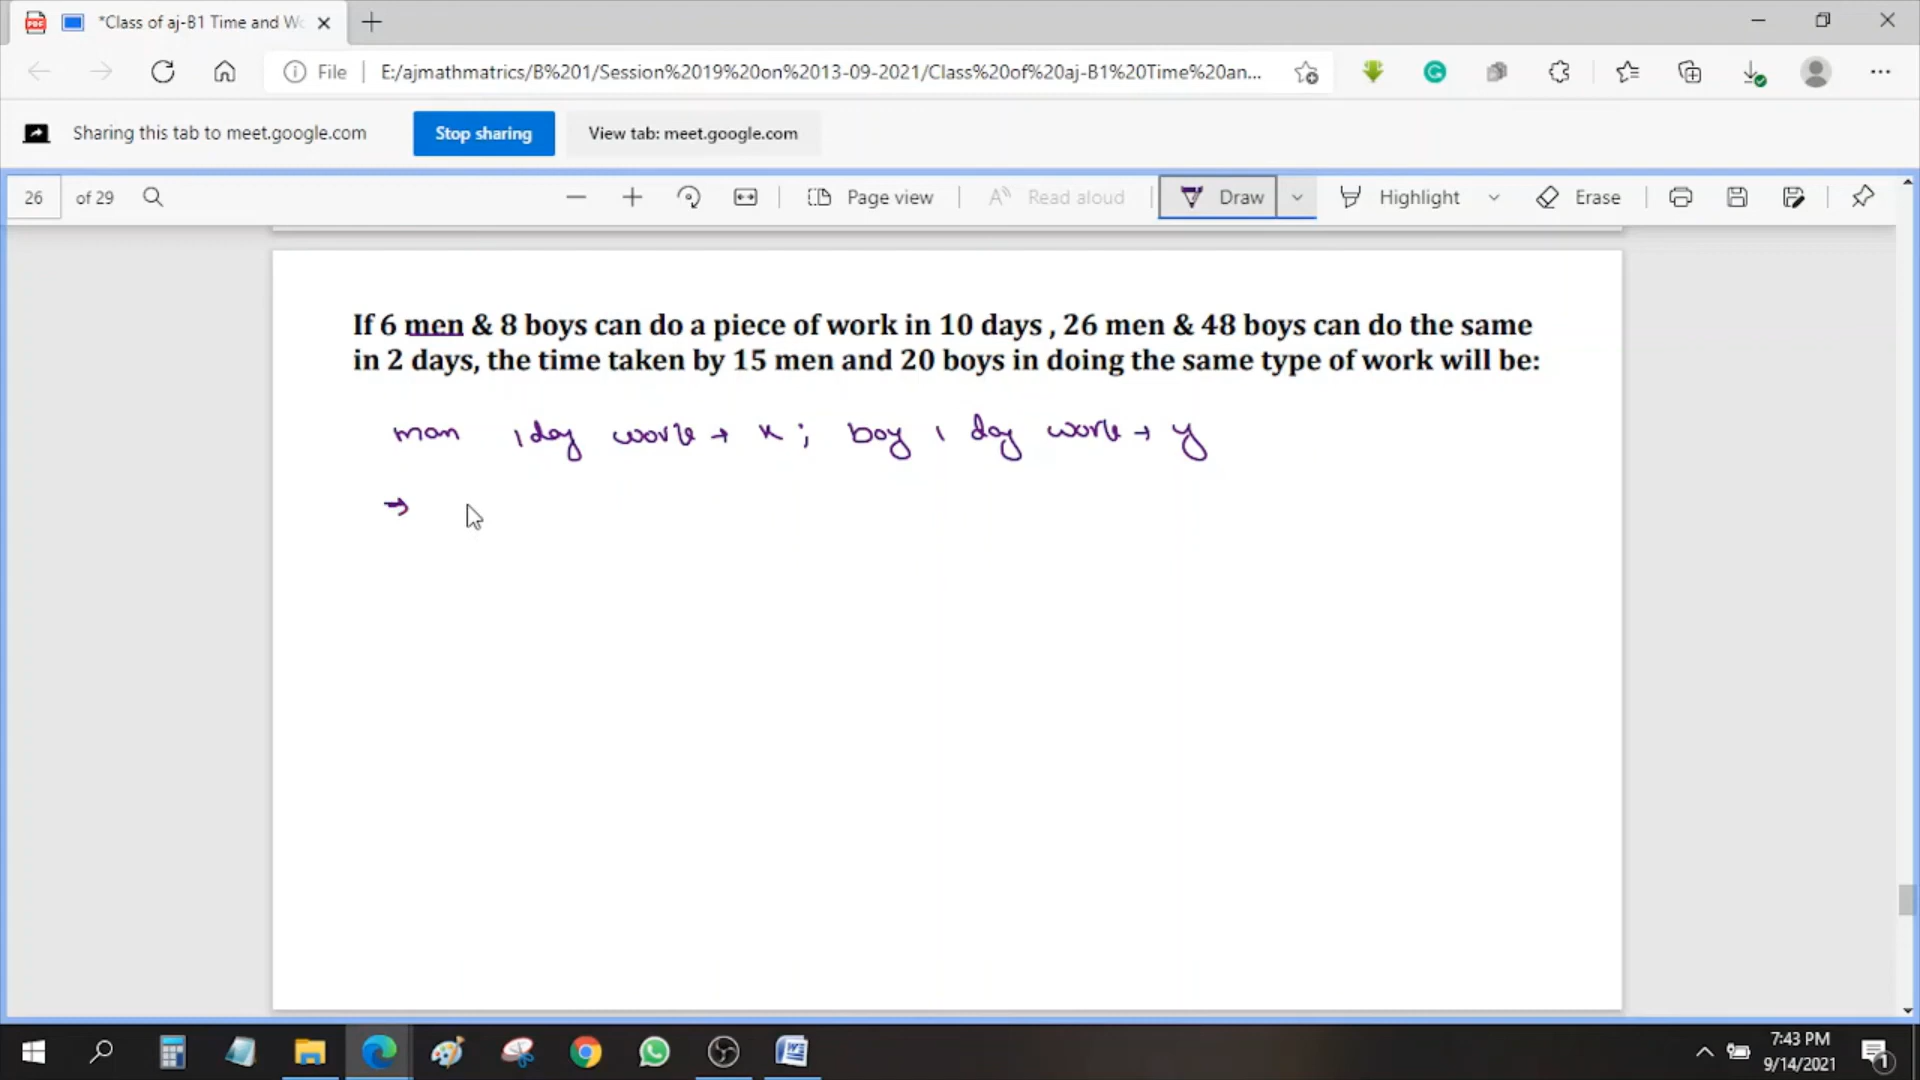 *Class of aj-B1 Time and Wo
File E:/ajmathmatrics/B%201/Session%2019%20on%2013-09-2021/Class%20of%20aj-B1%20Time%20an...
Sharing this tab to meet.google.com Stop sharing View tab: meet.google.com
26 of 29 Page view Read aloud Draw Highlight Erase
If 6 men & 8 boys can do a piece of work in 10 days , 26 men & 48 boys can do the same
in 2 days, the time taken by 15 men and 20 boys in doing the same type of work will be:
man 1 day work → x ; boy 1 day work → y
→
7:43 PM
9/14/2021
1